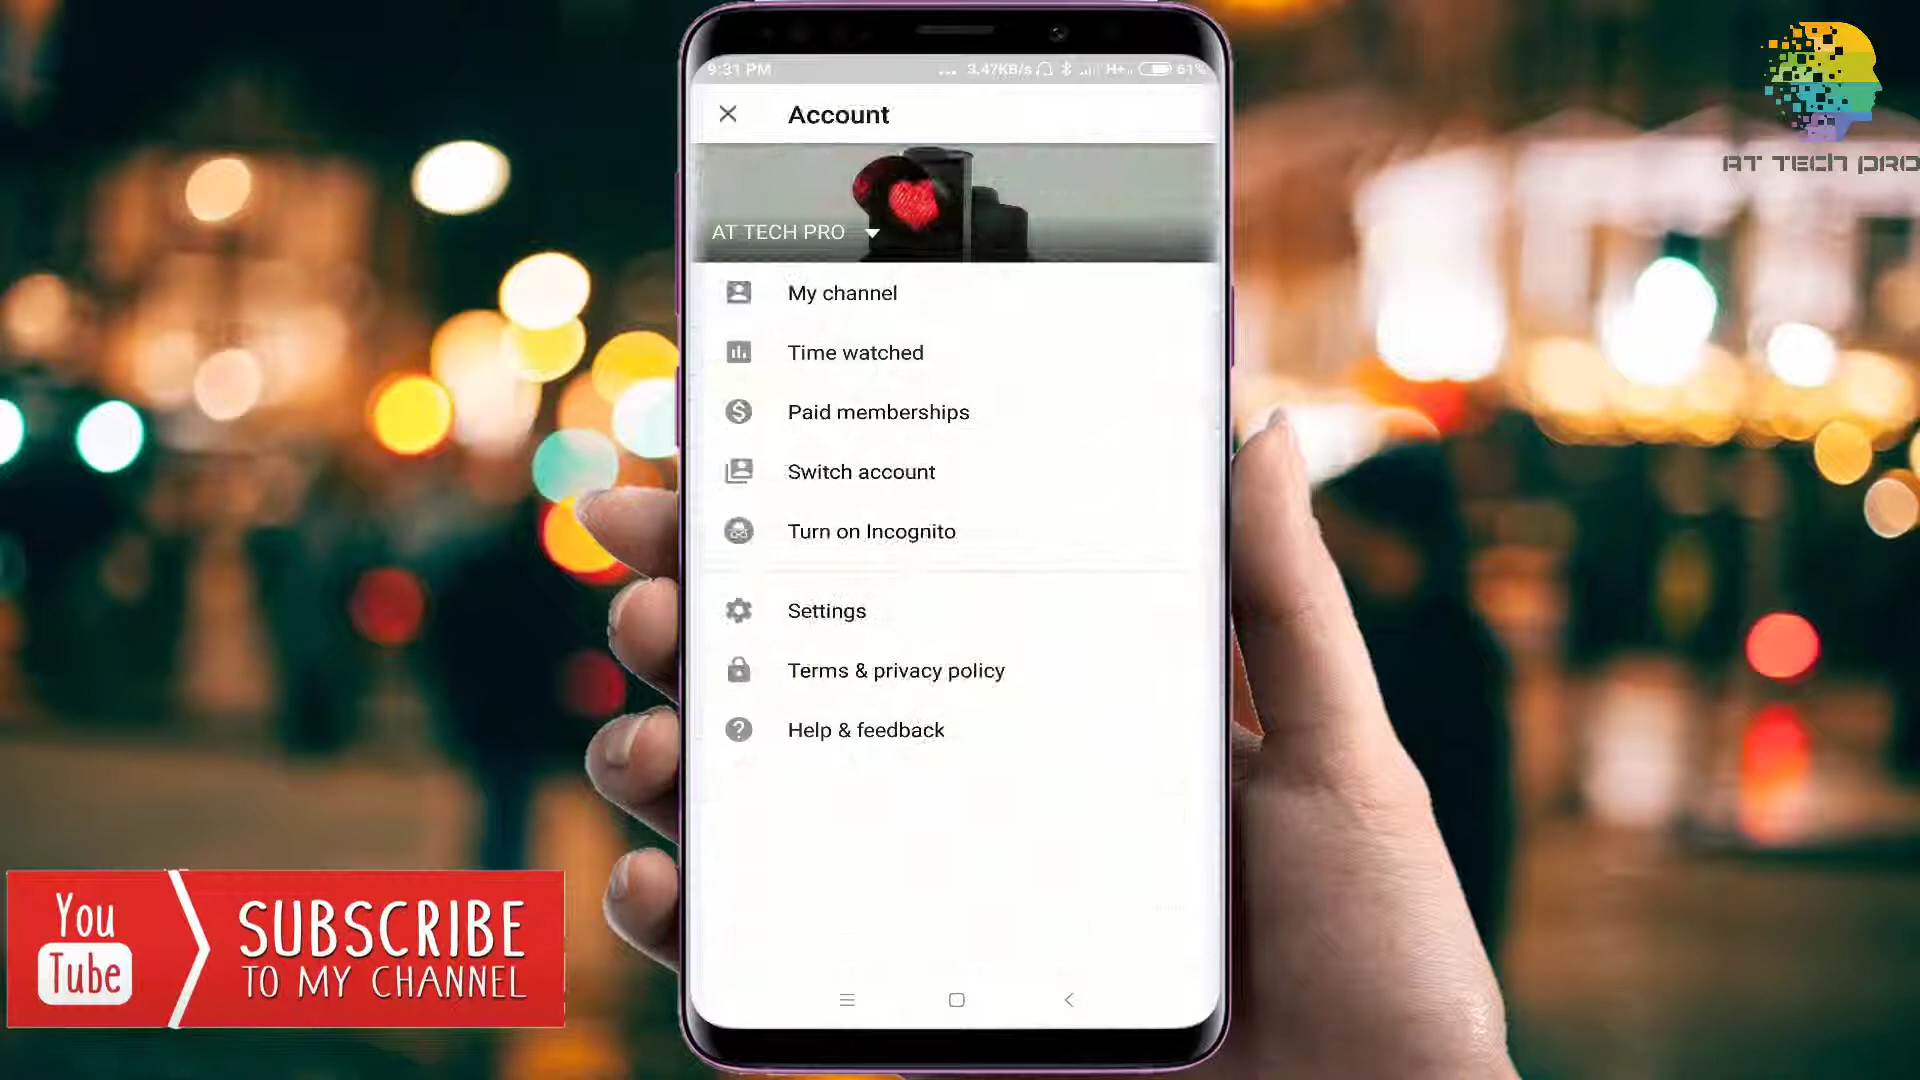 9:31 PM
... 3.47KB/s H+ 61%
Account
AT TECH PRO
AT TECH PRO
My channel
Time watched
Paid memberships
Switch account
Turn on Incognito
Settings
Terms & privacy policy
Help & feedback
You
Tube
SUBSCRIBE
TO MY CHANNEL